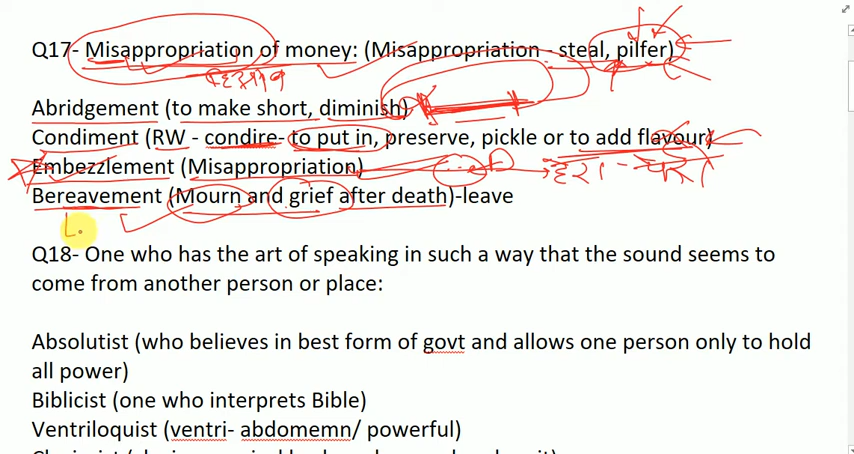 Q17- Misappropriation of money: (Misappropriation - steal, pilfer)
Abridgement (to make short, diminish)
Condiment (RW - condire- to put in, preserve, pickle or to add flavour)
Embezzlement (Misappropriation)
Bereavement (Mourn and grief after death)-leave
Q18- One who has the art of speaking in such a way that the sound seems to
come from another person or place:
Absolutist (who believes in best form of govt and allows one person only to hold
all power)
Biblicist (one who interprets Bible)
Ventriloquist (ventri- abdomemn/ powerful)